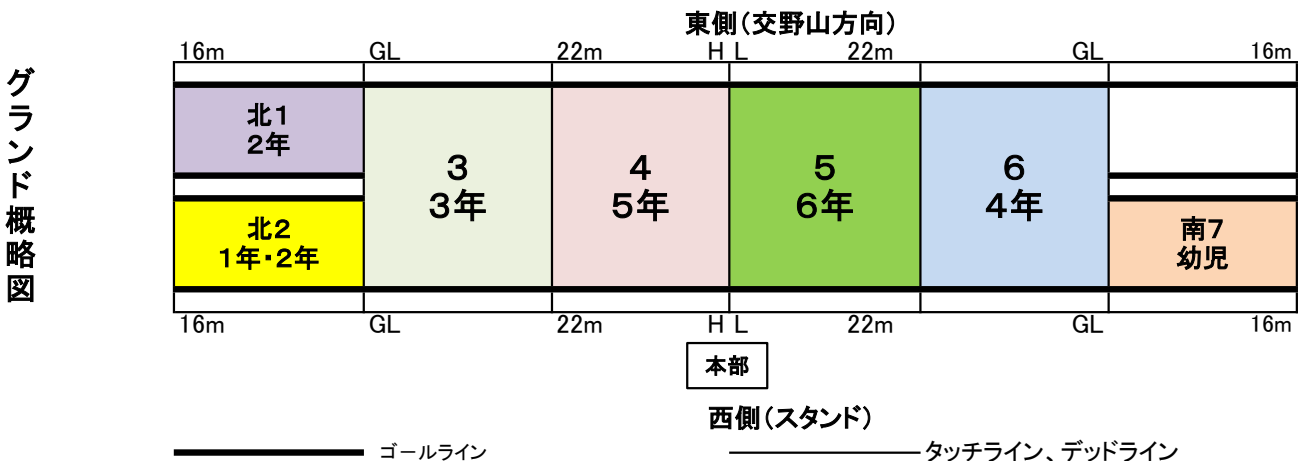 グランド概略図
東側（交野山方向）
16m GL 22m H L 22m GL 16m
北1
2年
北2
1年・2年
3
3年
4
5年
5
6年
6
4年
南7
幼児
16m GL 22m H L 22m GL 16m
本部
西側（スタンド）
ゴールライン
タッチライン、デッドライン